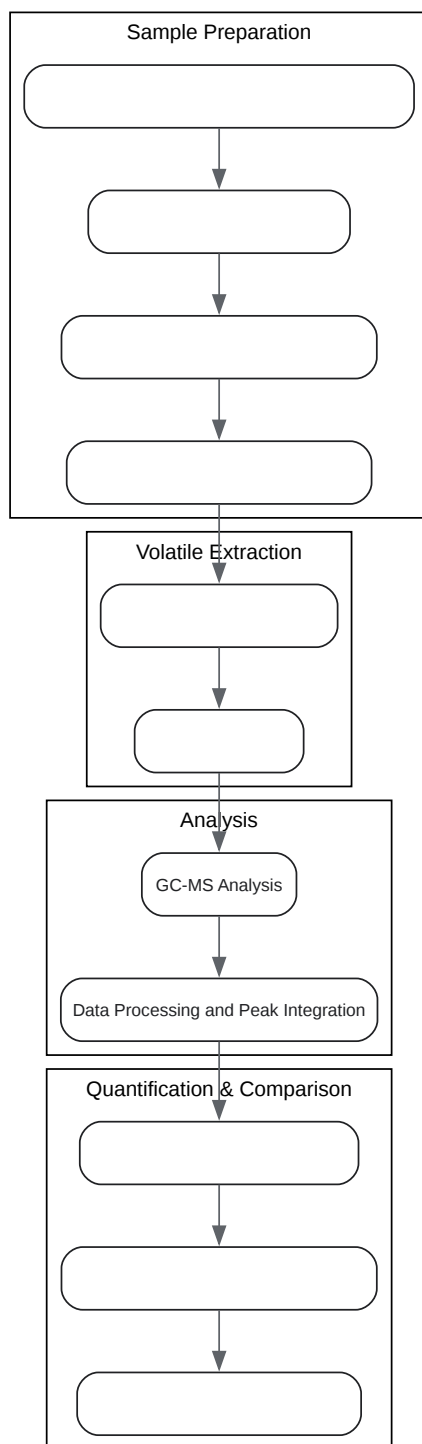 Sample Preparation
Volatile Extraction
Analysis
GC-MS Analysis
Data Processing and Peak Integration
Quantification & Comparison